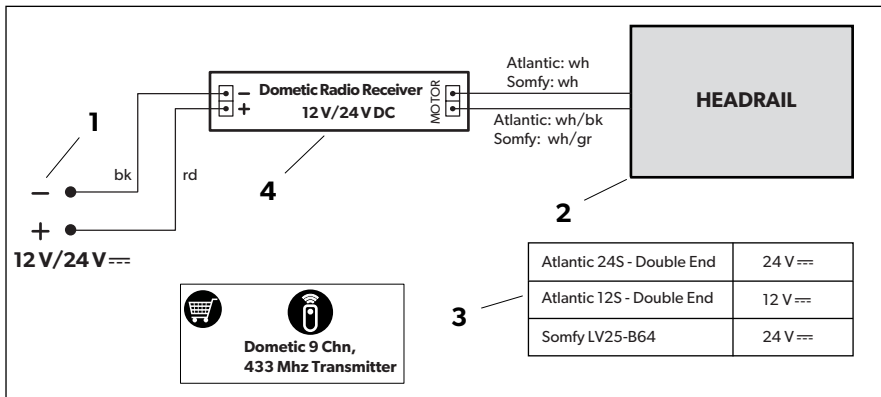 Atlantic: wh
Somfy: wh
Dometic Radio Receiver
12 V/24 V DC
MOTOR
HEADRAIL
Atlantic: wh/bk
Somfy: wh/gr
−
+
1
4
2
bk
rd
−
+
12 V/24 V ⎓
Atlantic 24S - Double End 24 V ⎓
Atlantic 12S - Double End 12 V ⎓
Somfy LV25-B64 24 V ⎓
3
Dometic 9 Chn,
433 Mhz Transmitter